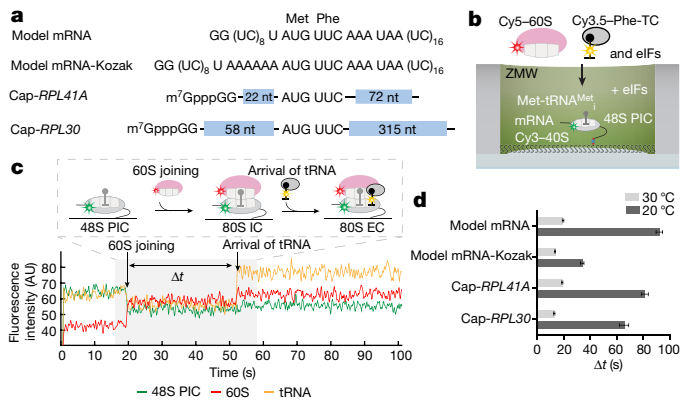 a
Met Phe
Model mRNA GG (UC)8 U AUG UUC AAA UAA (UC)16
Model mRNA-Kozak GG (UC)8 U AAAAAA AUG UUC AAA UAA (UC)16
Cap-RPL41A m7GpppGG 22 nt AUG UUC 72 nt
Cap-RPL30 m7GpppGG 58 nt AUG UUC 315 nt
b
Cy5–60S Cy3.5–Phe-TC
and eIFs
ZMW
+ eIFs
Met-tRNAMeti
mRNA 48S PIC
Cy3–40S
c
60S joining Arrival of tRNA
48S PIC 80S IC 80S EC
60S joining Arrival of tRNA
Δt
Fluorescence intensity (AU)
80
70
60
50
40
0 10 20 30 40 50 60 70 80 90 100
Time (s)
48S PIC 60S tRNA
d
30 °C
20 °C
Model mRNA
Model mRNA-Kozak
Cap-RPL41A
Cap-RPL30
0 20 40 60 80 100
Δt (s)